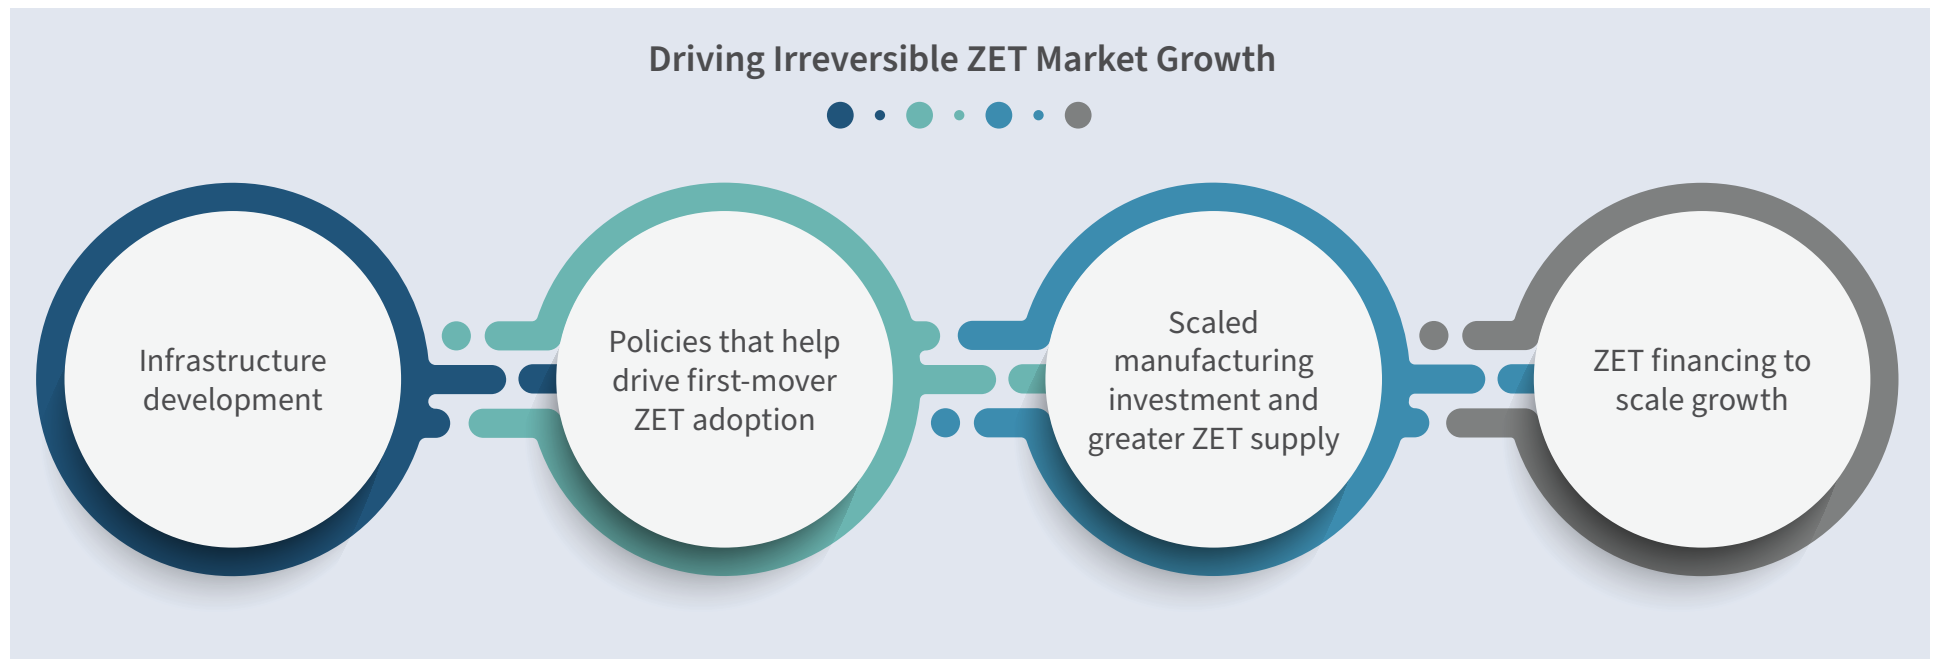 Driving Irreversible ZET Market Growth
Infrastructure
development
Policies that help
drive first-mover
ZET adoption
Scaled
manufacturing
investment and
greater ZET supply
ZET financing to
scale growth